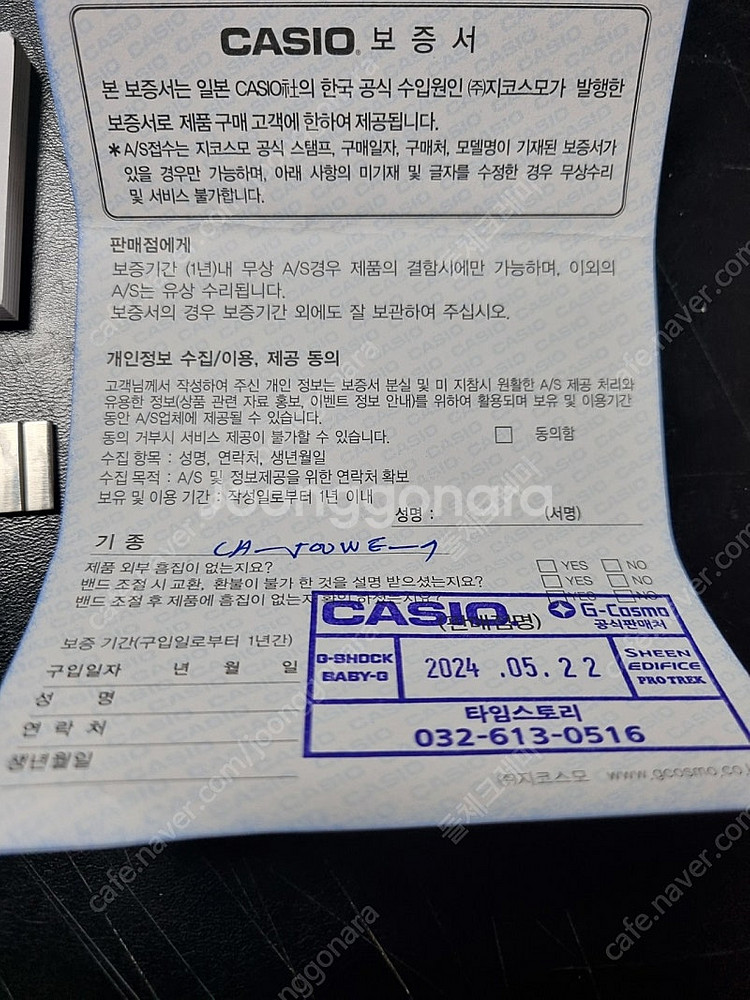 CASIO 보증서
본 보증서는 일본 CASIO社의 한국 공식 수입원인 ㈜지코스모가 발행한
보증서로 제품 구매 고객에 한하여 제공됩니다.
*A/S접수는 지코스모 공식 스탬프, 구매일자, 구매처, 모델명이 기재된 보증서가
있을 경우만 가능하며, 아래 사항의 미기재 및 글자를 수정한 경우 무상수리
및 서비스 불가합니다.
판매점에게
보증기간 (1년)내 무상 A/S경우 제품의 결함시에만 가능하며, 이외의
A/S는 유상 수리됩니다.
보증서의 경우 보증기간 외에도 잘 보관하여 주십시오.
개인정보 수집/이용, 제공 동의
고객님께서 작성하여 주신 개인 정보는 보증서 분실 및 미 지참시 원활한 A/S 제공 처리와
유용한 정보(상품 관련 자료 홍보, 이벤트 정보 안내)를 위하여 활용되며 보유 및 이용기간
동안 A/S업체에 제공될 수 있습니다.
동의 거부시 서비스 제공이 불가할 수 있습니다. 동의함
수집 항목 : 성명, 연락처, 생년월일
수집 목적 : A/S 및 정보제공을 위한 연락처 확보
보유 및 이용 기간 : 작성일로부터 1년 이내
joonggonara
성명 : (서명)
기 종
제품 외부 흠집이 없는지요? YES NO
밴드 조절 시 교환, 환불이 불가 한 것을 설명 받으셨는지요? YES NO
밴드 조절 후 제품에 흠집이 없는지 확인 하셨는지요? YES NO
CASIO (판매점명) G-Cosmo
공식판매처
보증 기간(구입일로부터 1년간)
구입일자 년 월 일
G-SHOCK
BABY-G
2024 .05.22
SHEEN
EDIFICE
PRO TREK
성 명
연 락 처
생년월일
타임스토리
032-613-0516
㈜지코스모 www.gcosmo.co.
cafe.naver.com/joonggonara